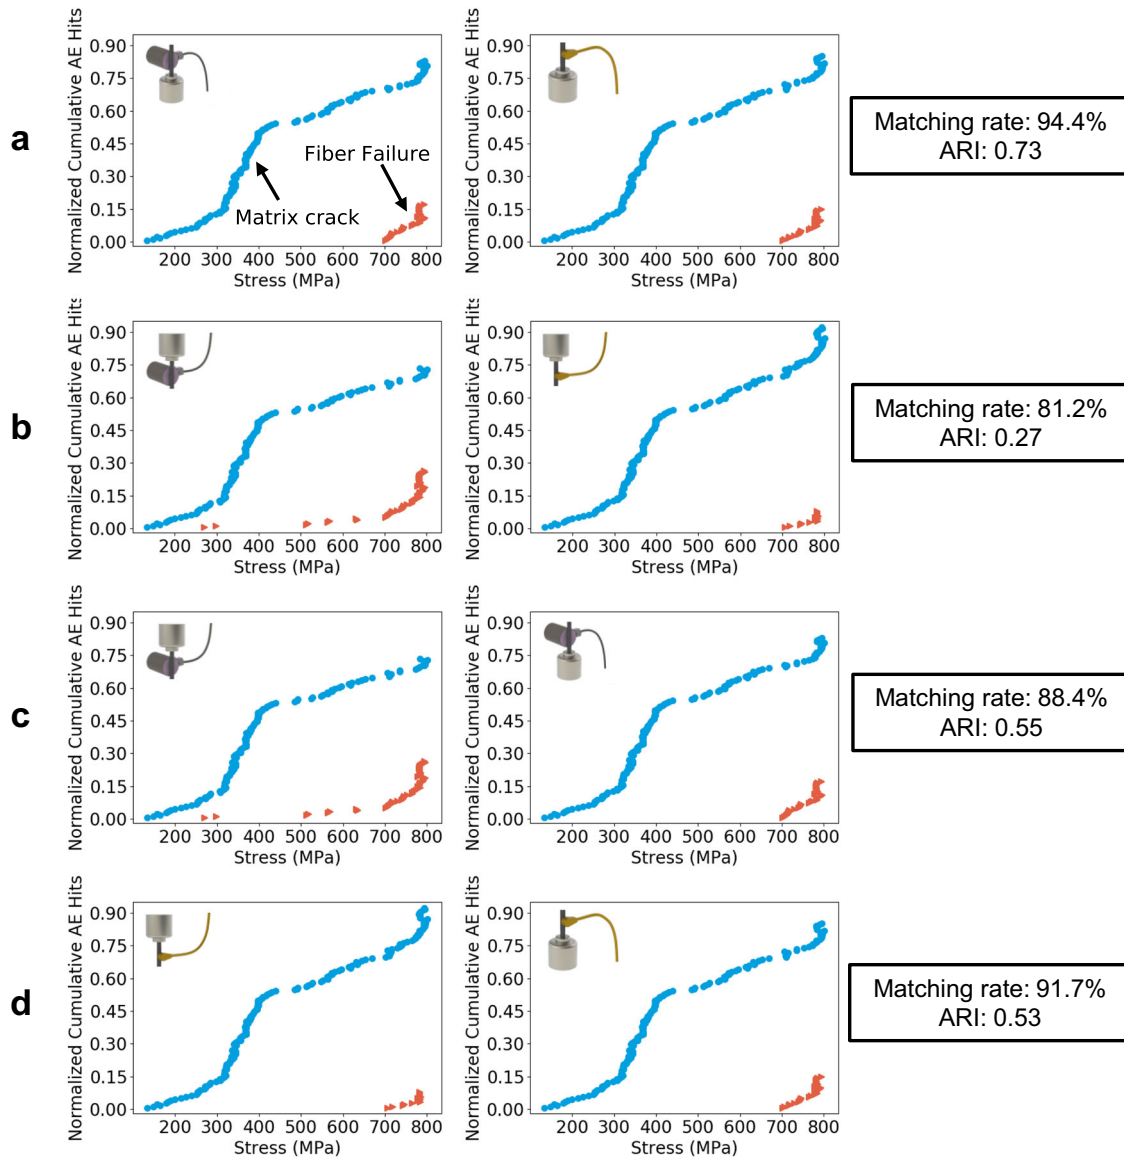 a
Normalized Cumulative AE Hits
0.90
0.75
0.60
0.45
0.30
0.15
0.00
Fiber Failure
Matrix crack
200 300 400 500 600 700 800
Stress (MPa)
Normalized Cumulative AE Hits
0.90
0.75
0.60
0.45
0.30
0.15
0.00
200 300 400 500 600 700 800
Stress (MPa)
Matching rate: 94.4%
ARI: 0.73
b
Normalized Cumulative AE Hits
0.90
0.75
0.60
0.45
0.30
0.15
0.00
200 300 400 500 600 700 800
Stress (MPa)
Normalized Cumulative AE Hits
0.90
0.75
0.60
0.45
0.30
0.15
0.00
200 300 400 500 600 700 800
Stress (MPa)
Matching rate: 81.2%
ARI: 0.27
c
Normalized Cumulative AE Hits
0.90
0.75
0.60
0.45
0.30
0.15
0.00
200 300 400 500 600 700 800
Stress (MPa)
Normalized Cumulative AE Hits
0.90
0.75
0.60
0.45
0.30
0.15
0.00
200 300 400 500 600 700 800
Stress (MPa)
Matching rate: 88.4%
ARI: 0.55
d
Normalized Cumulative AE Hits
0.90
0.75
0.60
0.45
0.30
0.15
0.00
200 300 400 500 600 700 800
Stress (MPa)
Normalized Cumulative AE Hits
0.90
0.75
0.60
0.45
0.30
0.15
0.00
200 300 400 500 600 700 800
Stress (MPa)
Matching rate: 91.7%
ARI: 0.53